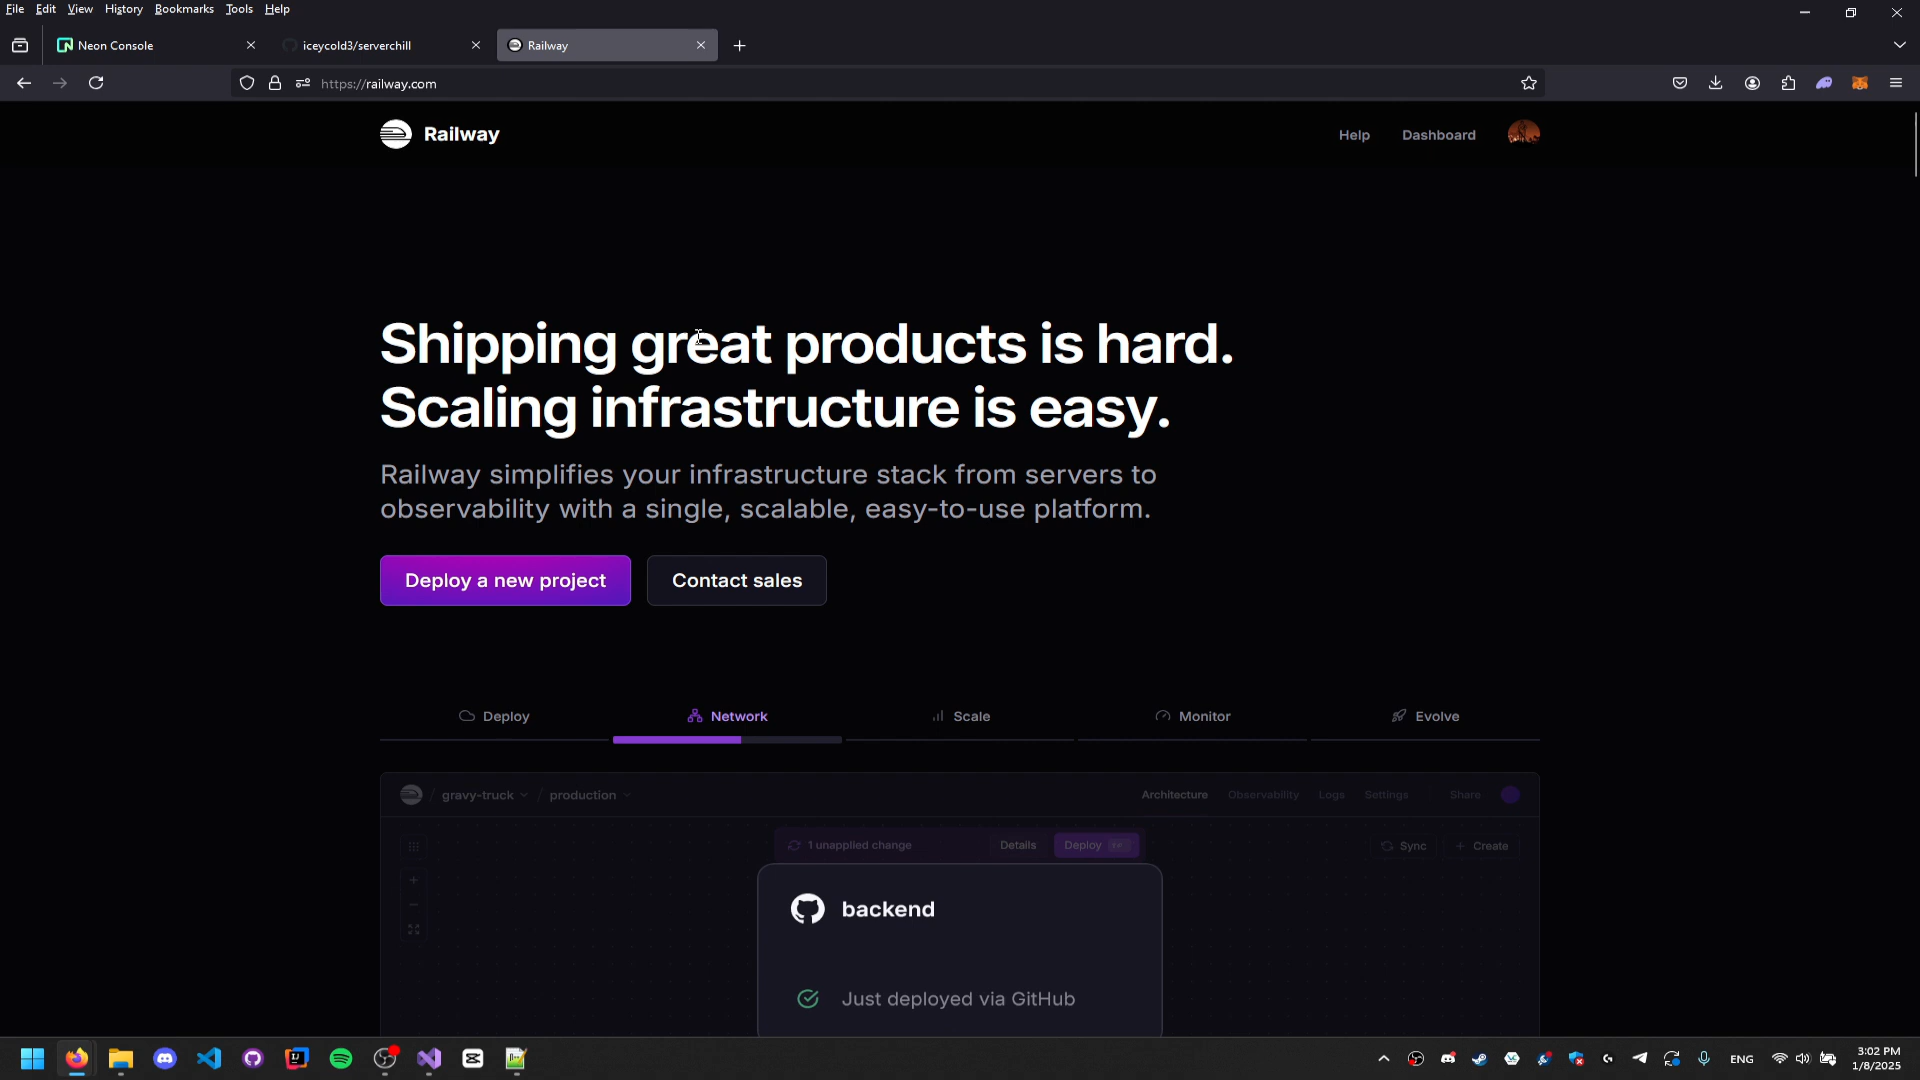 File Edit View History Bookmarks Tools Help
Neon Console
iceycold3/serverchill
Railway
https://railway.com
Railway
Help
Dashboard
Shipping great products is hard.
Scaling infrastructure is easy.
Railway simplifies your infrastructure stack from servers to
observability with a single, scalable, easy-to-use platform.
Deploy a new project
Contact sales
Deploy
Network
Scale
Monitor
Evolve
/ gravy-truck / production
Architecture Observability Logs Settings Share
1 unapplied change
Details
Deploy
Sync
+ Create
backend
Just deployed via GitHub
ENG
3:02 PM
1/8/2025